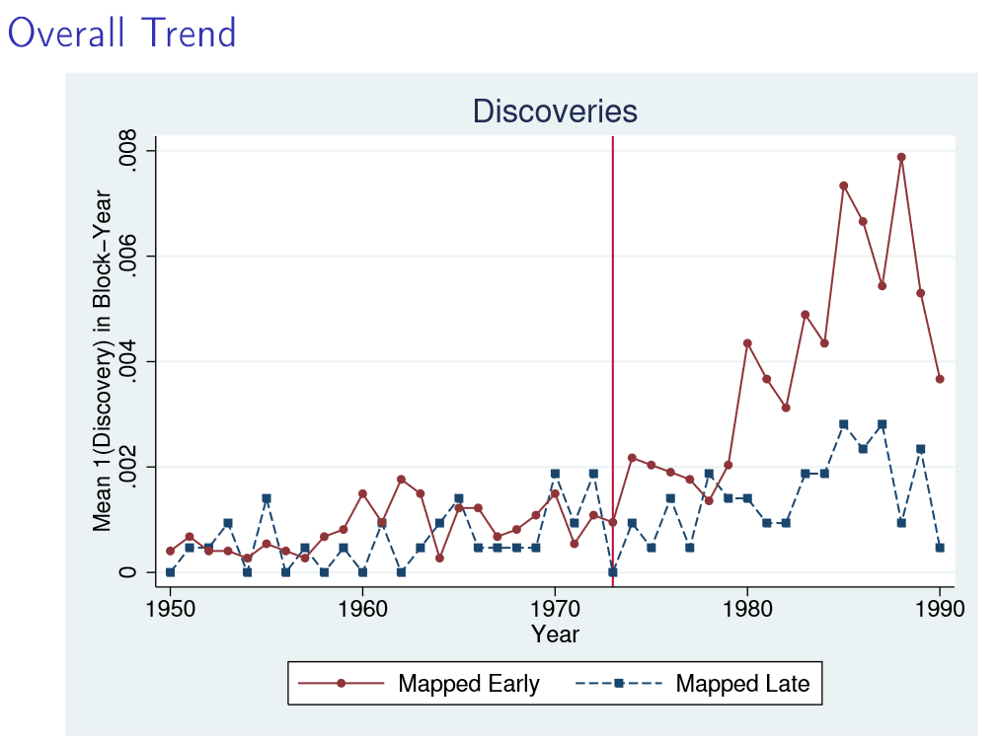 Overall Trend
Discoveries
Mean 1(Discovery) in Block−Year
.008
.006
.004
.002
0
1950 1960 1970 1980 1990
Year
Mapped Early Mapped Late